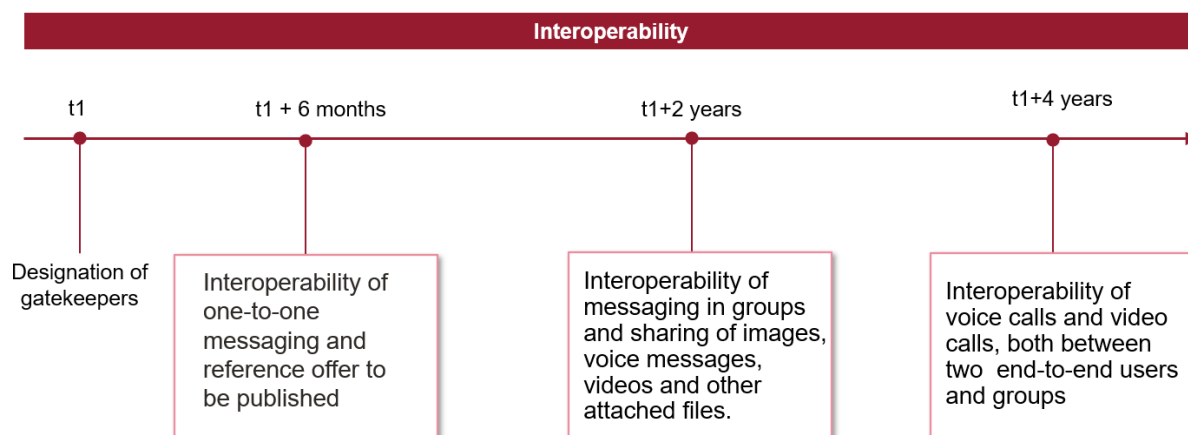 Interoperability
t1
t1 + 6 months
t1+2 years
t1+4 years
Designation of
gatekeepers
Interoperability of
one-to-one
messaging and
reference offer to
be published
Interoperability of
messaging in groups
and sharing of images,
voice messages,
videos and other
attached files.
Interoperability of
voice calls and video
calls, both between
two end-to-end users
and groups